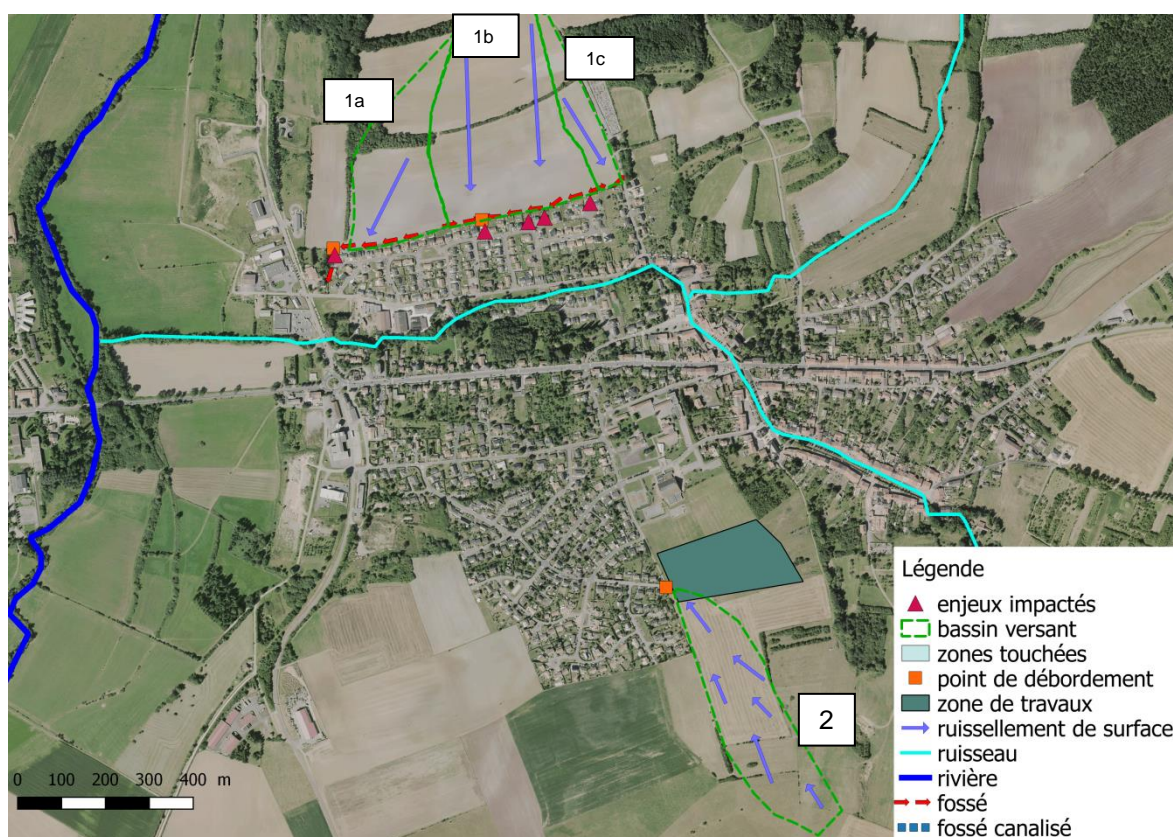 1b
1c
1a
2
0 100 200 300 400 m
Légende
enjeux impactés
bassin versant
zones touchées
point de débordement
zone de travaux
ruissellement de surface
ruisseau
rivière
fossé
fossé canalisé